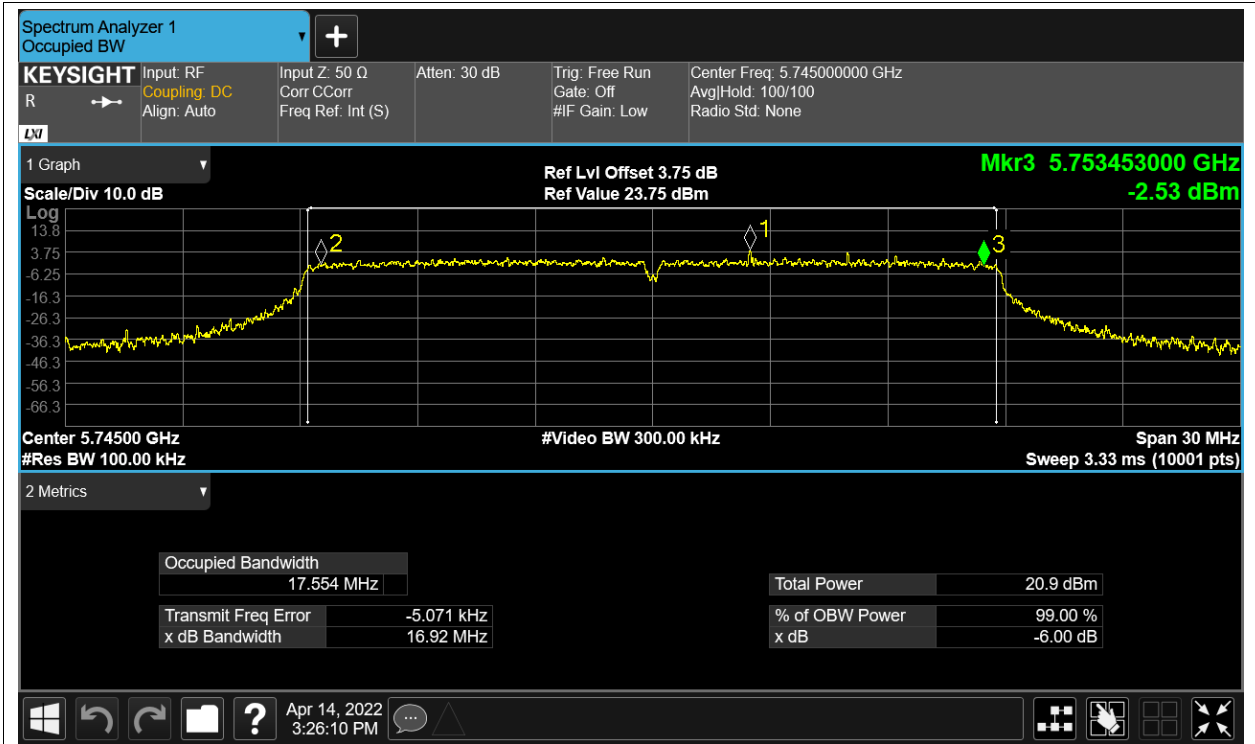 Spectrum Analyzer 1
Occupied BW
KEYSIGHT
R
LXI
Input: RF
Coupling: DC
Align: Auto
Input Z: 50 Ω
Corr CCorr
Freq Ref: Int (S)
Atten: 30 dB
Trig: Free Run
Gate: Off
#IF Gain: Low
Center Freq: 5.745000000 GHz
Avg|Hold: 100/100
Radio Std: None
1 Graph
Scale/Div 10.0 dB
Ref Lvl Offset 3.75 dB
Ref Value 23.75 dBm
Mkr3 5.753453000 GHz
-2.53 dBm
Log
13.8
3.75
-6.25
-16.3
-26.3
-36.3
-46.3
-56.3
-66.3
2
1
3
Center 5.74500 GHz
#Res BW 100.00 kHz
#Video BW 300.00 kHz
Span 30 MHz
Sweep 3.33 ms (10001 pts)
2 Metrics
Occupied Bandwidth
17.554 MHz
Transmit Freq Error -5.071 kHz
x dB Bandwidth 16.92 MHz
Total Power 20.9 dBm
% of OBW Power 99.00 %
x dB -6.00 dB
?
Apr 14, 2022
3:26:10 PM